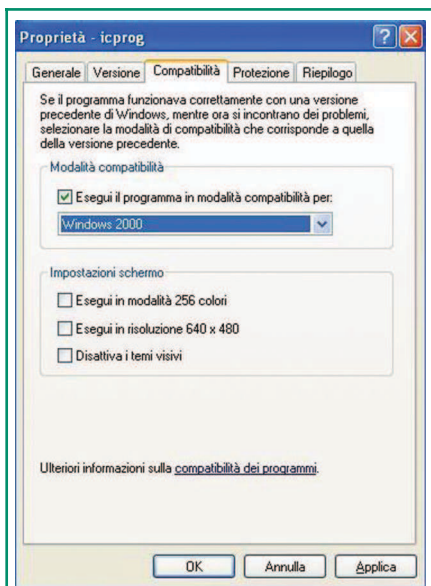 Proprietà - icprog
Generale Versione Compatibilità Protezione Riepilogo
Se il programma funzionava correttamente con una versione
precedente di Windows, mentre ora si incontrano dei problemi,
selezionare la modalità di compatibilità che corrisponde a quella
della versione precedente.
Modalità compatibilità
Esegui il programma in modalità compatibilità per:
Windows 2000
Impostazioni schermo
Esegui in modalità 256 colori
Esegui in risoluzione 640 x 480
Disattiva i temi visivi
Ulteriori informazioni sulla compatibilità dei programmi.
OK Annulla Applica